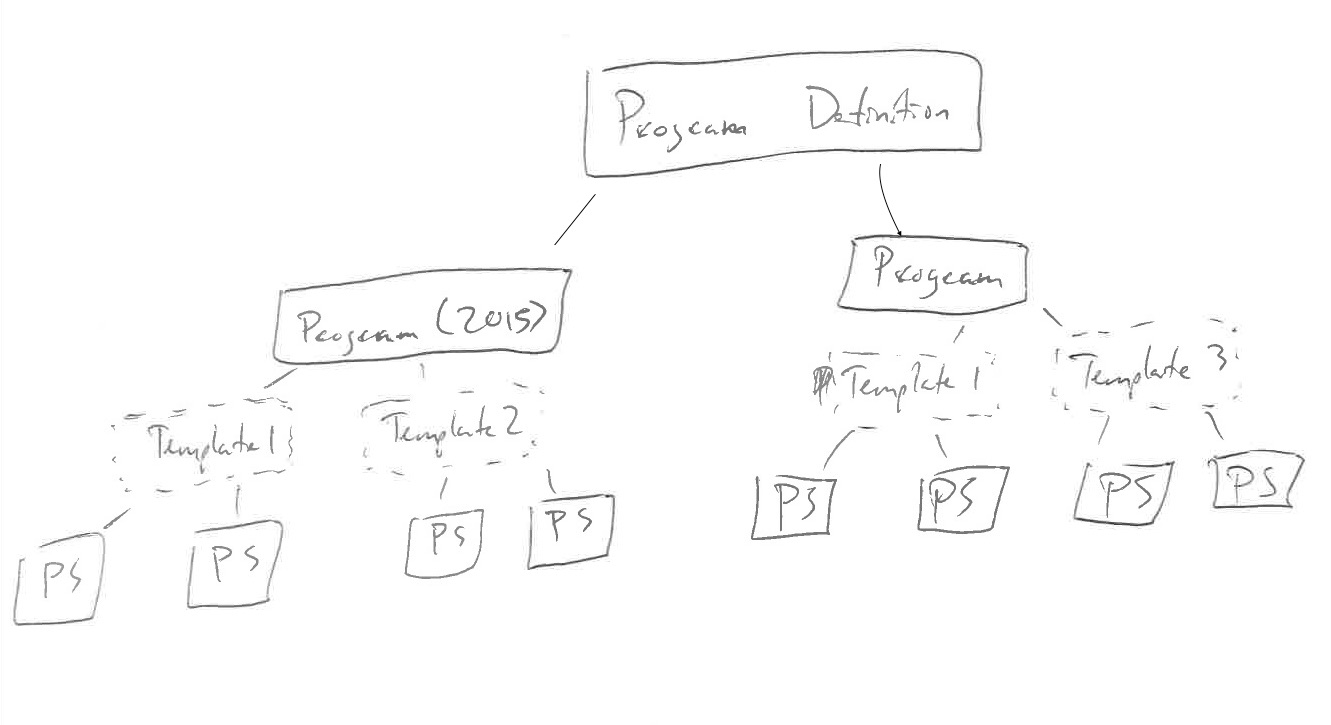 Program Definition
Program (2015)
Program
Template 1
Template 2
Template 1
Template 3
PS
PS
PS
PS
PS
PS
PS
PS